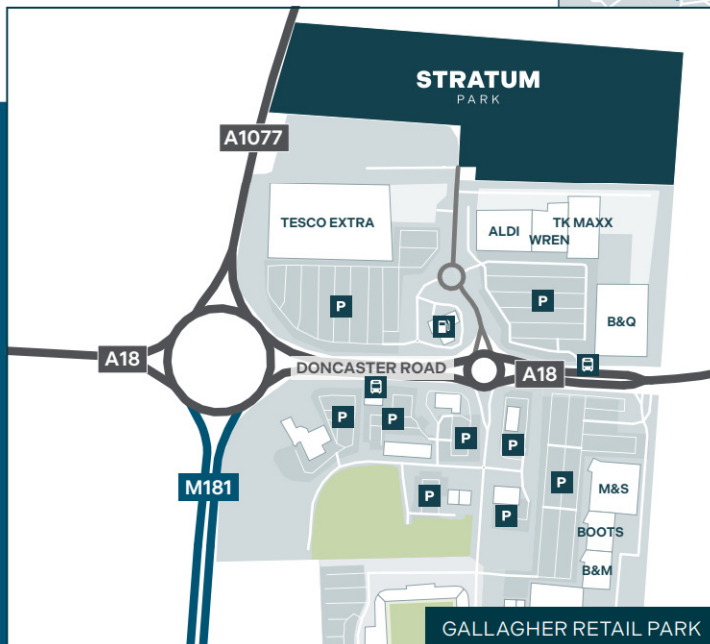 STRATUM
PARK
A1077
TESCO EXTRA
ALDI
WREN
TK MAXX
P
P
B&Q
A18
DONCASTER ROAD
A18
P
P
P
P
M181
P
P
P
M&S
BOOTS
B&M
GALLAGHER RETAIL PARK